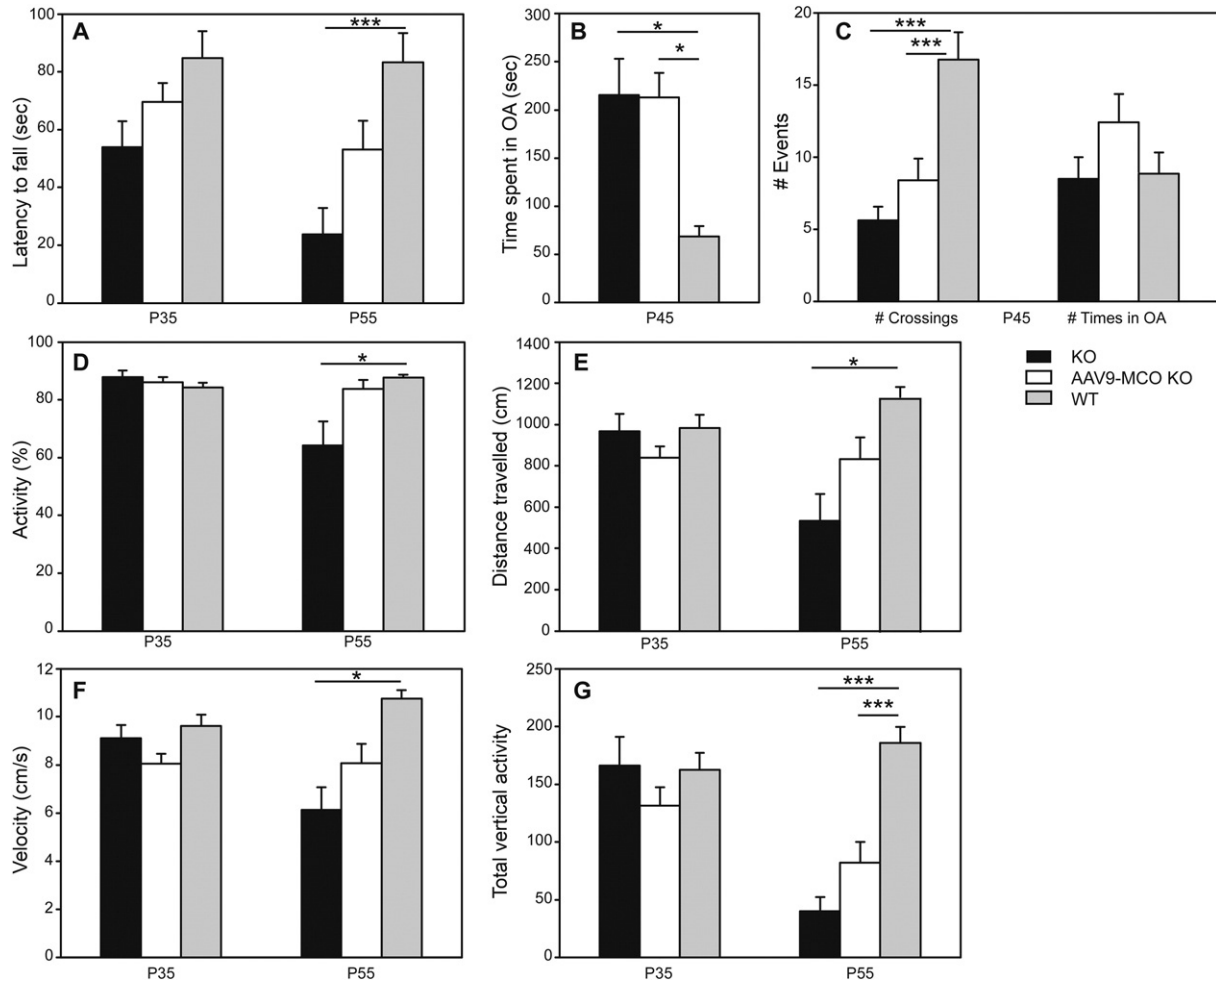 A
***
Latency to fall (sec)
100
80
60
40
20
0
P35
P55
B
*
*
Time spent in OA (sec)
300
250
200
150
100
50
0
P45
C
***
***
# Events
20
15
10
5
0
# Crossings
P45
# Times in OA
KO
AAV9-MCO KO
WT
D
*
Activity (%)
100
80
60
40
20
0
P35
P55
E
*
Distance travelled (cm)
1400
1200
1000
800
600
400
200
0
P35
P55
F
*
Velocity (cm/s)
12
10
8
6
4
2
0
P35
P55
G
***
***
Total vertical activity
250
200
150
100
50
0
P35
P55